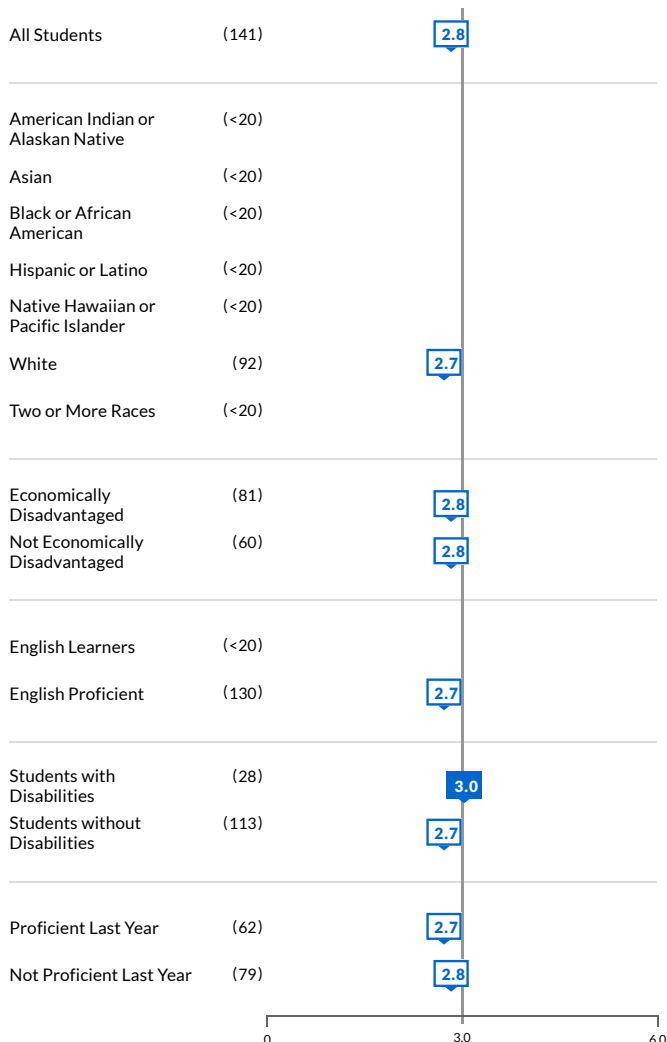 All Students (141) 2.8
American Indian or (<20)
Alaskan Native
Asian (<20)
Black or African (<20)
American
Hispanic or Latino (<20)
Native Hawaiian or (<20)
Pacific Islander
White (92) 2.7
Two or More Races (<20)
Economically (81) 2.8
Disadvantaged
Not Economically (60) 2.8
Disadvantaged
English Learners (<20)
English Proficient (130) 2.7
Students with (28) 3.0
Disabilities
Students without (113) 2.7
Disabilities
Proficient Last Year (62) 2.7
Not Proficient Last Year (79) 2.8
0 3.0 6.0